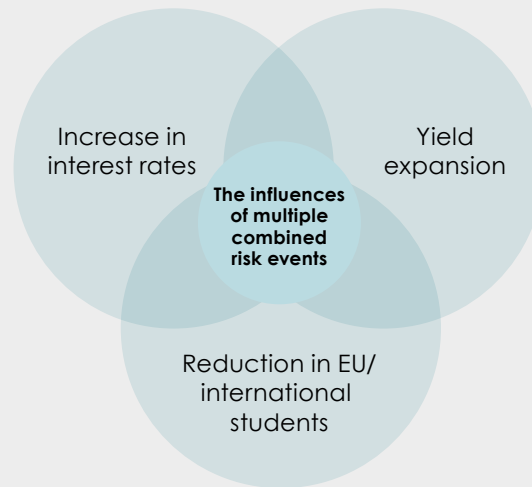 Increase in
interest rates
Yield
expansion
The influences
of multiple
combined
risk events
Reduction in EU/
international
students